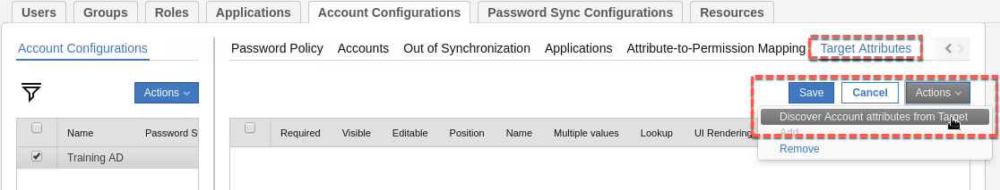 Users Groups Roles Applications Account Configurations Password Sync Configurations Resources
Account Configurations
Password Policy Accounts Out of Synchronization Applications Attribute-to-Permission Mapping Target Attributes
Actions
Save Cancel Actions
Discover Account attributes from Target
Add
Remove
Name Password S
Training AD
Required Visible Editable Position Name Multiple values Lookup UI Rendering